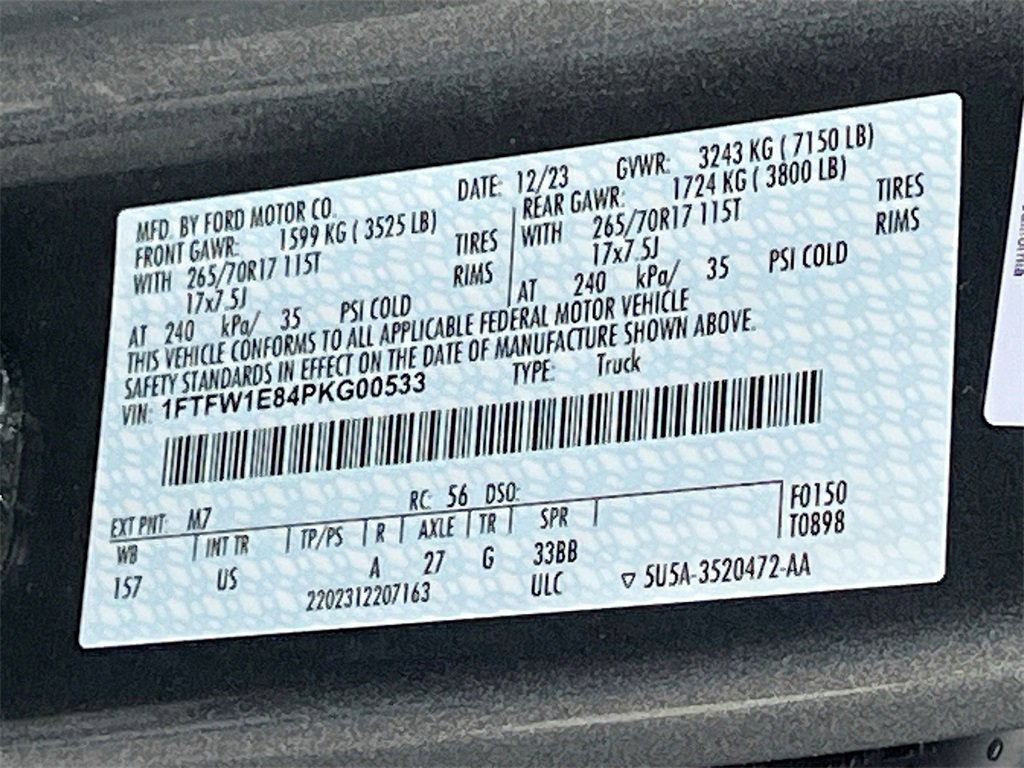 MFD. BY FORD MOTOR CO.
DATE: 12/23 GVWR: 3243 KG ( 7150 LB)
FRONT GAWR: 1599 KG ( 3525 LB)
WITH 265/70R17 115T TIRES
17x7.5J RIMS
AT 240 kPa/ 35 PSI COLD
REAR GAWR: 1724 KG ( 3800 LB)
WITH 265/70R17 115T TIRES
17x7.5J RIMS
AT 240 kPa/ 35 PSI COLD
THIS VEHICLE CONFORMS TO ALL APPLICABLE FEDERAL MOTOR VEHICLE
SAFETY STANDARDS IN EFFECT ON THE DATE OF MANUFACTURE SHOWN ABOVE.
VIN: 1FTFW1E84PKG00533 TYPE: Truck
EXT PNT: M7 RC: 56 DSO:
WB INT TR TP/PS R AXLE TR SPR F0150
T0898
157 US A 27 G 33BB
2202312207163 ULC ▽ 5U5A-3520472-AA